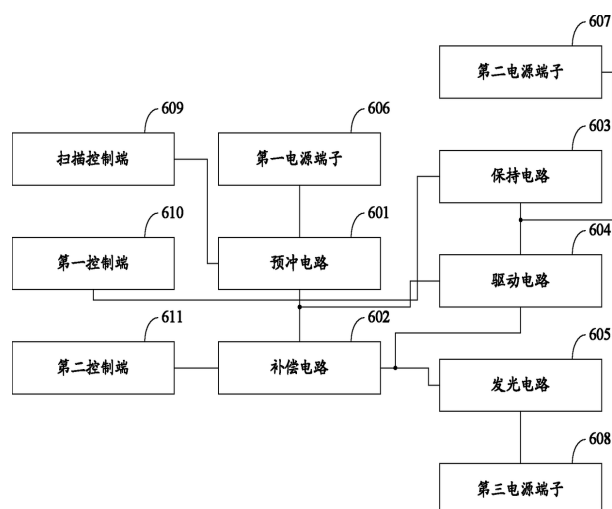 607
第二电源端子
609
606
603
扫描控制端
第一电源端子
保持电路
610
601
604
第一控制端
预冲电路
驱动电路
611
602
605
第二控制端
补偿电路
发光电路
608
第三电源端子